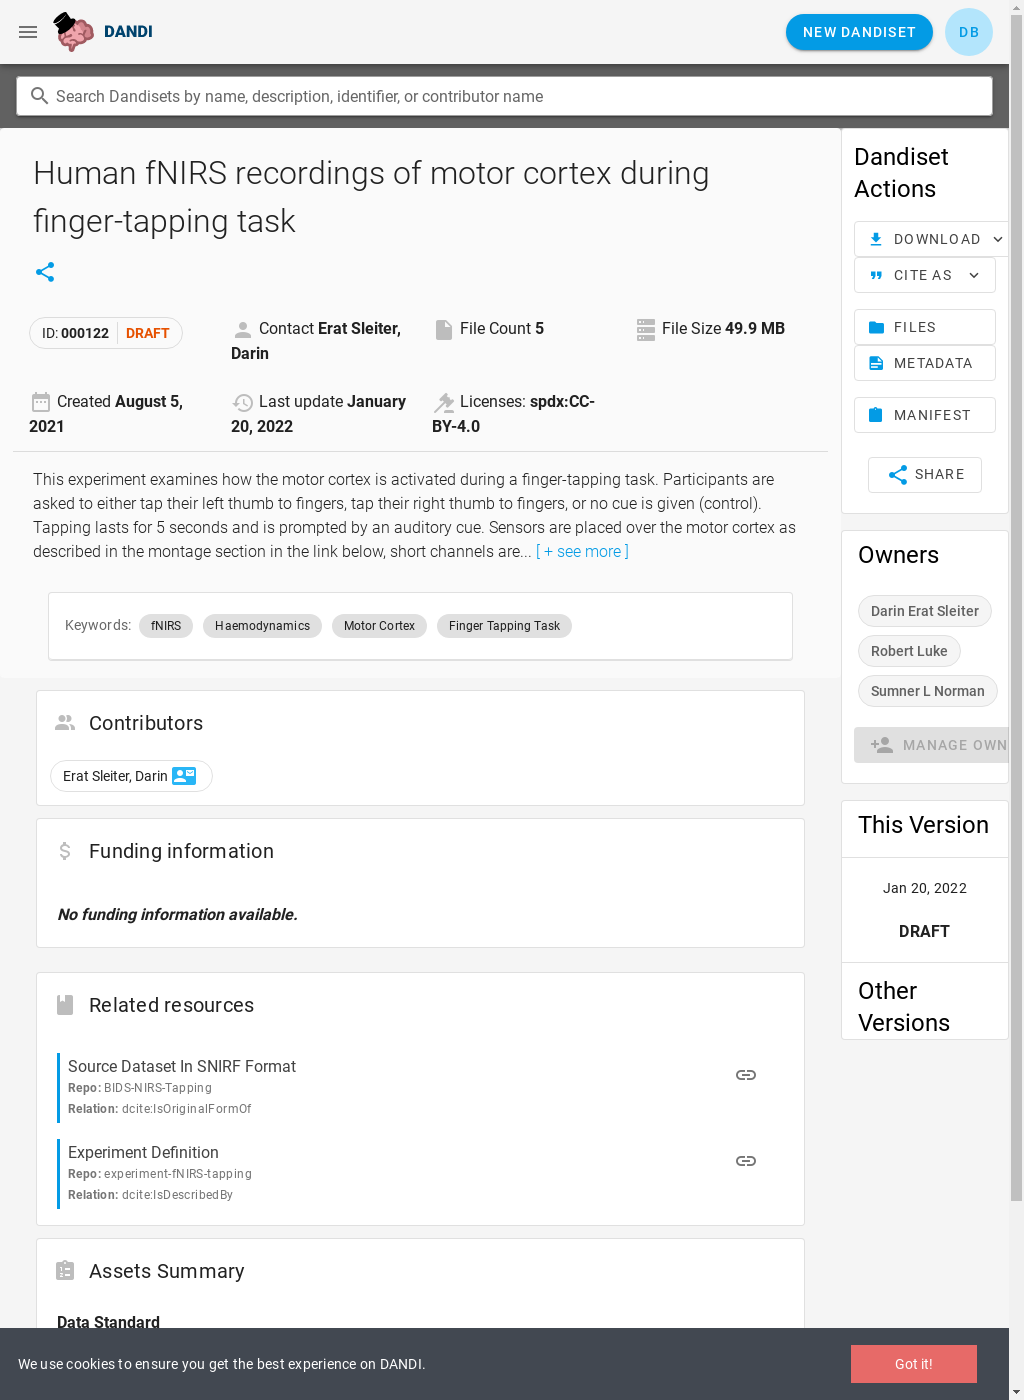 DANDI
NEW DANDISET
DB
Search Dandisets by name, description, identifier, or contributor name
Human fNIRS recordings of motor cortex during
finger-tapping task
ID: 000122 DRAFT
Contact Erat Sleiter,
Darin
File Count 5
File Size 49.9 MB
Created August 5,
2021
Last update January
20, 2022
Licenses: spdx:CC-
BY-4.0
This experiment examines how the motor cortex is activated during a finger-tapping task. Participants are
asked to either tap their left thumb to fingers, tap their right thumb to fingers, or no cue is given (control).
Tapping lasts for 5 seconds and is prompted by an auditory cue. Sensors are placed over the motor cortex as
described in the montage section in the link below, short channels are... [ + see more ]
Keywords: fNIRS Haemodynamics Motor Cortex Finger Tapping Task
Contributors
Erat Sleiter, Darin
Funding information
No funding information available.
Related resources
Source Dataset In SNIRF Format
Repo: BIDS-NIRS-Tapping
Relation: dcite:IsOriginalFormOf
Experiment Definition
Repo: experiment-fNIRS-tapping
Relation: dcite:IsDescribedBy
Assets Summary
Data Standard
Dandiset
Actions
DOWNLOAD
CITE AS
FILES
METADATA
MANIFEST
SHARE
Owners
Darin Erat Sleiter
Robert Luke
Sumner L Norman
MANAGE OWN
This Version
Jan 20, 2022
DRAFT
Other
Versions
We use cookies to ensure you get the best experience on DANDI.
Got it!